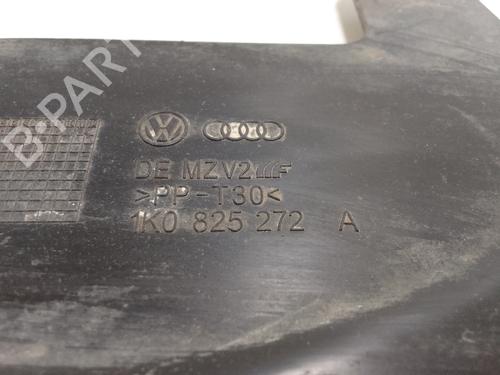 B-PARTS
DE MZV2
>PP-T30<
1K0 825 272 A